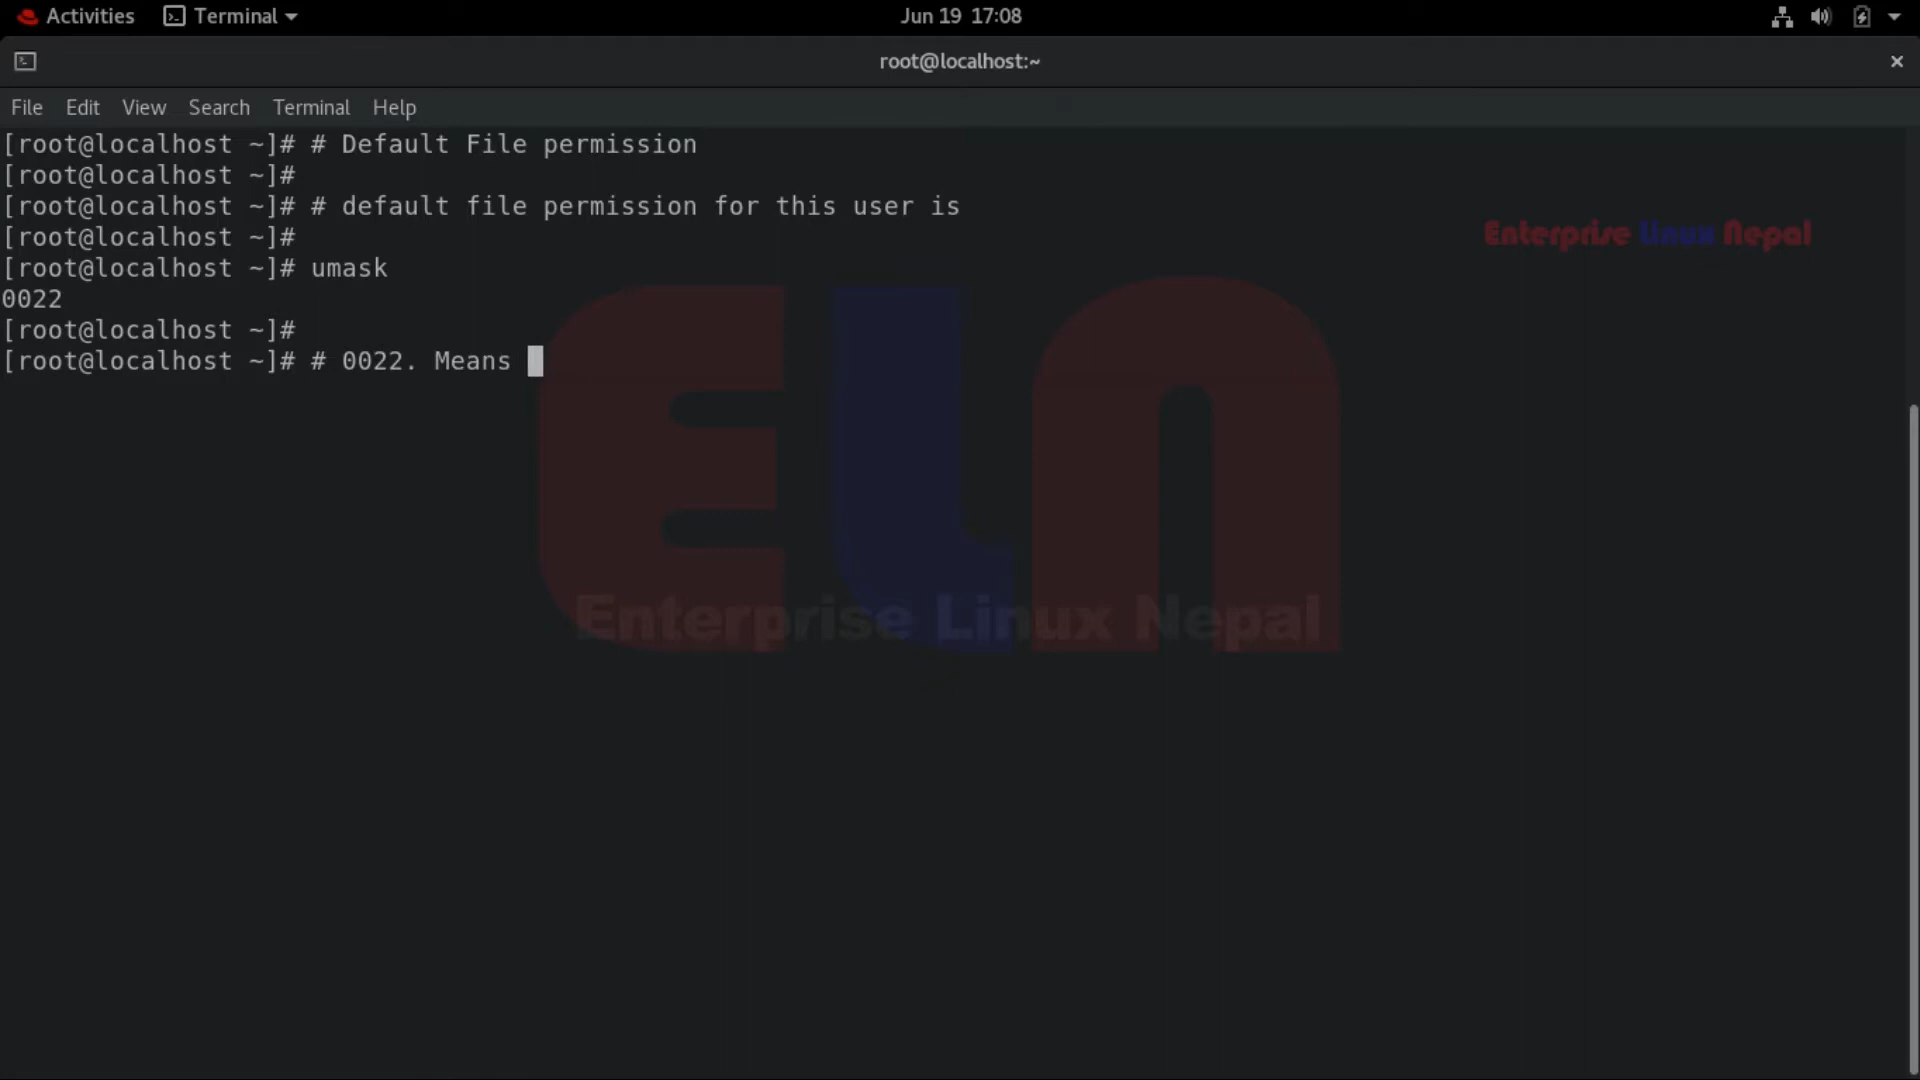 Activities Terminal Jun 19 17:08
root@localhost:~
File Edit View Search Terminal Help
[root@localhost ~]# # Default File permission
[root@localhost ~]#
[root@localhost ~]# # default file permission for this user is
[root@localhost ~]#
[root@localhost ~]# umask
0022
[root@localhost ~]#
[root@localhost ~]# # 0022. Means
Enterprise Linux Nepal
ELN
Enterprise Linux Nepal